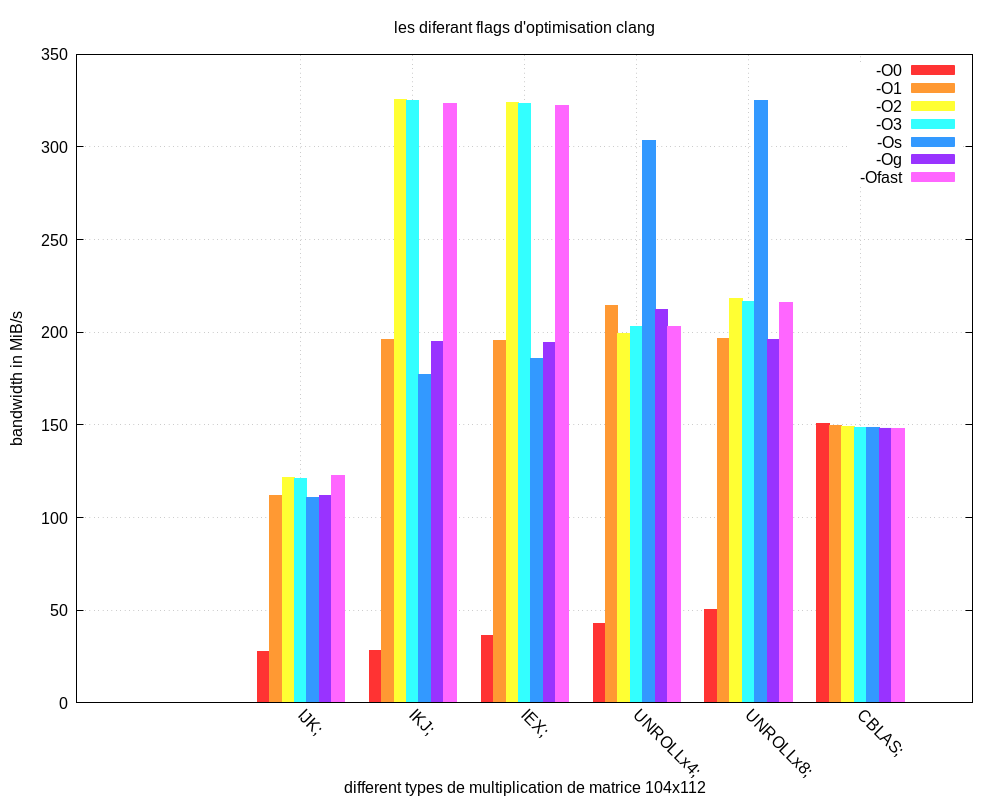 les diferant flags d'optimisation clang
350
300
250
200
150
100
50
0
bandwidth in MiB/s
-O0
-O1
-O2
-O3
-Os
-Og
-Ofast
IJK;
IKJ;
IEX;
UNROLLx4;
UNROLLx8;
CBLAS;
different types de multiplication de matrice 104x112